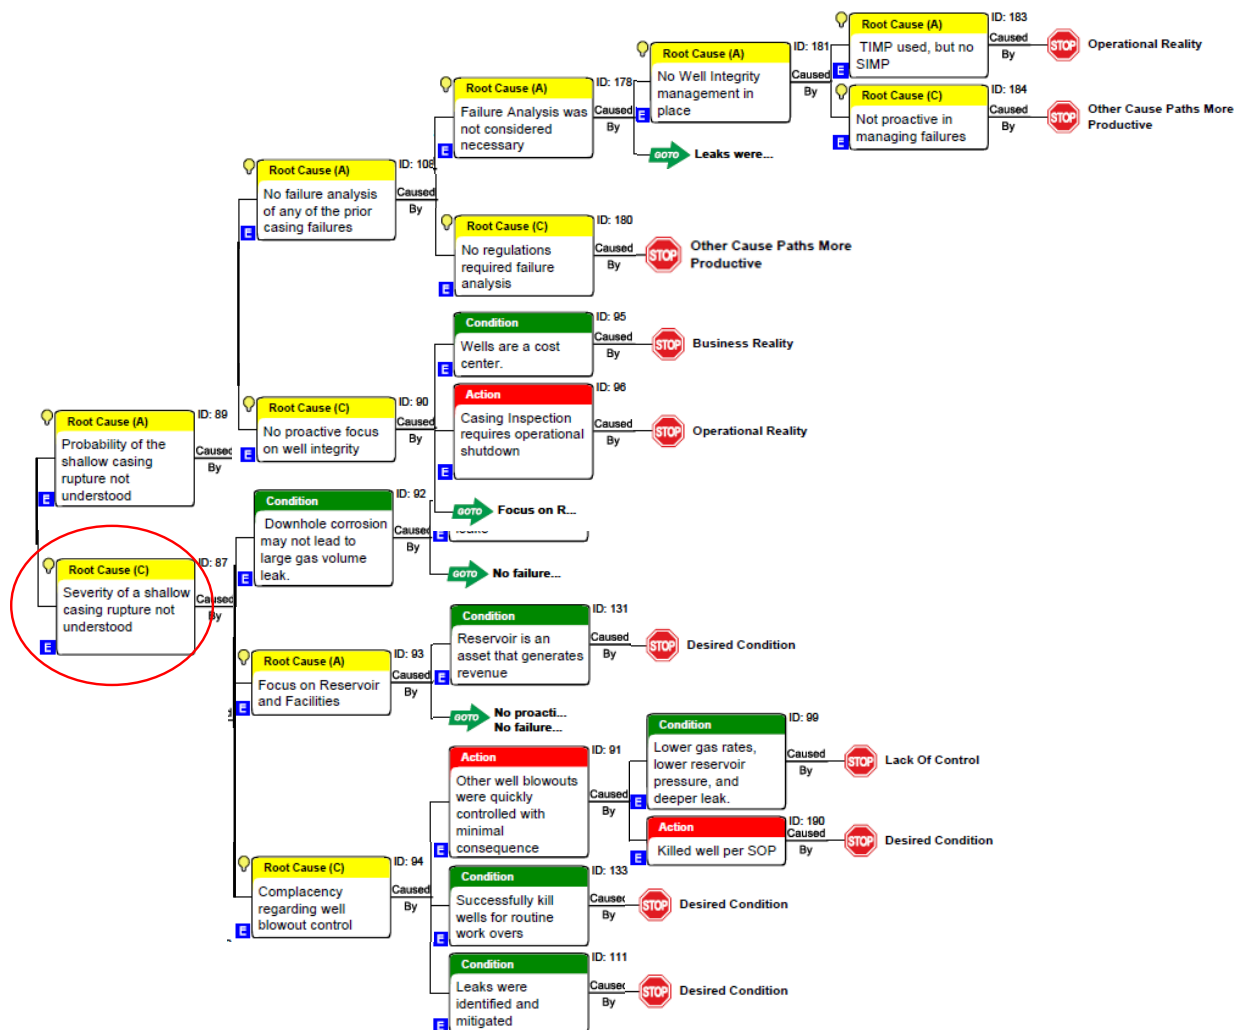 Root Cause (A)
ID: 183
TIMP used, but no
SIMP
Caused
By
STOP
Operational Reality
E
Root Cause (A)
ID: 181
No Well Integrity
management in
place
Caused
By
E
Root Cause (C)
ID: 184
Not proactive in
managing failures
Caused
By
STOP
Other Cause Paths More
Productive
E
Root Cause (A)
ID: 178
Failure Analysis was
not considered
necessary
Caused
By
E
GOTO
Leaks were...
Root Cause (A)
ID: 108
No failure analysis
of any of the prior
casing failures
Caused
By
E
Root Cause (C)
ID: 180
No regulations
required failure
analysis
Caused
By
STOP
Other Cause Paths More
Productive
E
Condition
ID: 95
Wells are a cost
center.
Caused
By
STOP
Business Reality
E
Action
ID: 96
Casing Inspection
requires operational
shutdown
Caused
By
STOP
Operational Reality
E
Root Cause (C)
ID: 90
No proactive focus
on well integrity
Caused
By
E
GOTO
Focus on R...
Root Cause (A)
ID: 89
Probability of the
shallow casing
rupture not
understood
Caused
By
E
Condition
ID: 92
Downhole corrosion
may not lead to
large gas volume
leak.
Caused
By
E
E
GOTO
No failure...
Root Cause (C)
ID: 87
Severity of a shallow
casing rupture not
understood
Caused
By
E
Root Cause (A)
ID: 93
Focus on Reservoir
and Facilities
Caused
By
E
Condition
ID: 131
Reservoir is an
asset that generates
revenue
Caused
By
STOP
Desired Condition
E
GOTO
No proacti...
No failure...
Action
ID: 91
Other well blowouts
were quickly
controlled with
minimal
consequence
Caused
By
E
Condition
ID: 99
Lower gas rates,
lower reservoir
pressure, and
deeper leak.
Caused
By
STOP
Lack Of Control
E
Action
ID: 190
Killed well per SOP
Caused
By
STOP
Desired Condition
E
Root Cause (C)
ID: 94
Complacency
regarding well
blowout control
Caused
By
E
Condition
ID: 133
Successfully kill
wells for routine
work overs
Caused
By
STOP
Desired Condition
E
Condition
ID: 111
Leaks were
identified and
mitigated
Caused
By
STOP
Desired Condition
E